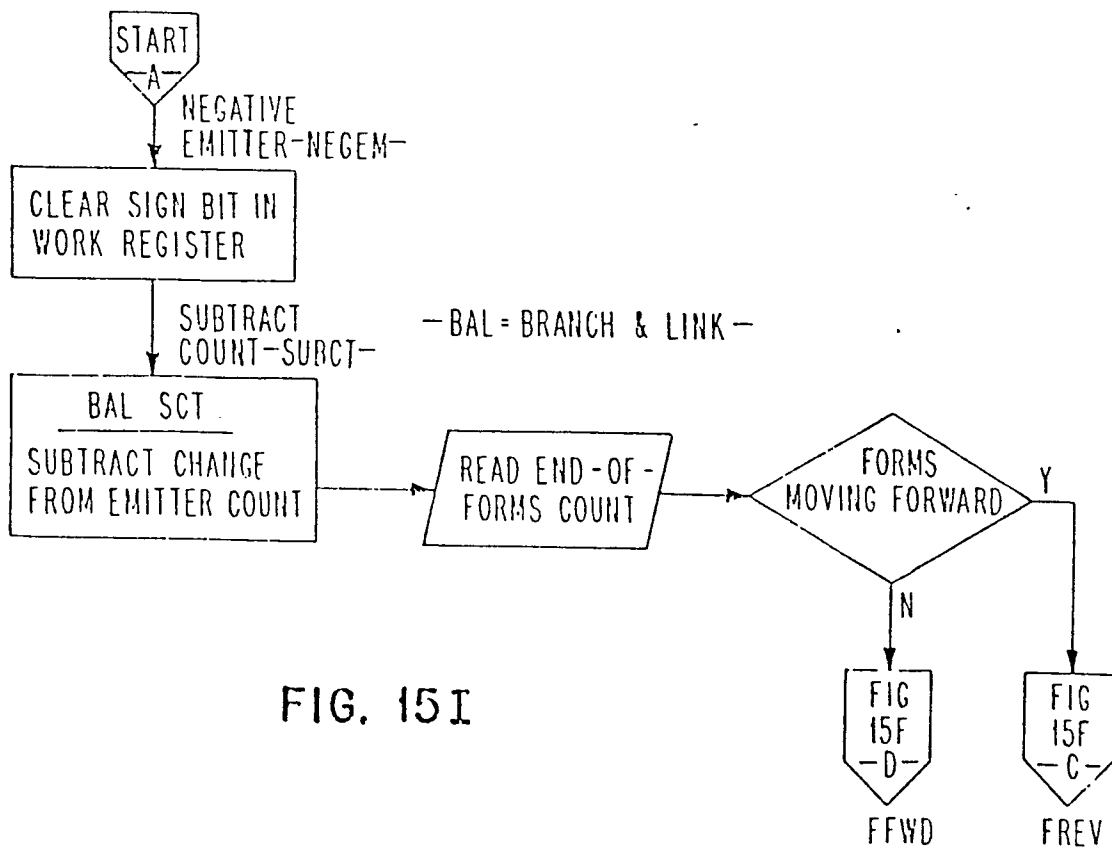 START
-A-
NEGATIVE
EMITTER-NEGEM-
CLEAR SIGN BIT IN
WORK REGISTER
SUBTRACT
COUNT-SUBCT-
-BAL = BRANCH & LINK-
BAL SCT
SUBTRACT CHANGE
FROM EMITTER COUNT
READ END-OF-
FORMS COUNT
FORMS
MOVING FORWARD
Y
N
FIG
15F
-D-
FFWD
FIG
15F
-C-
FREV
FIG. 15I